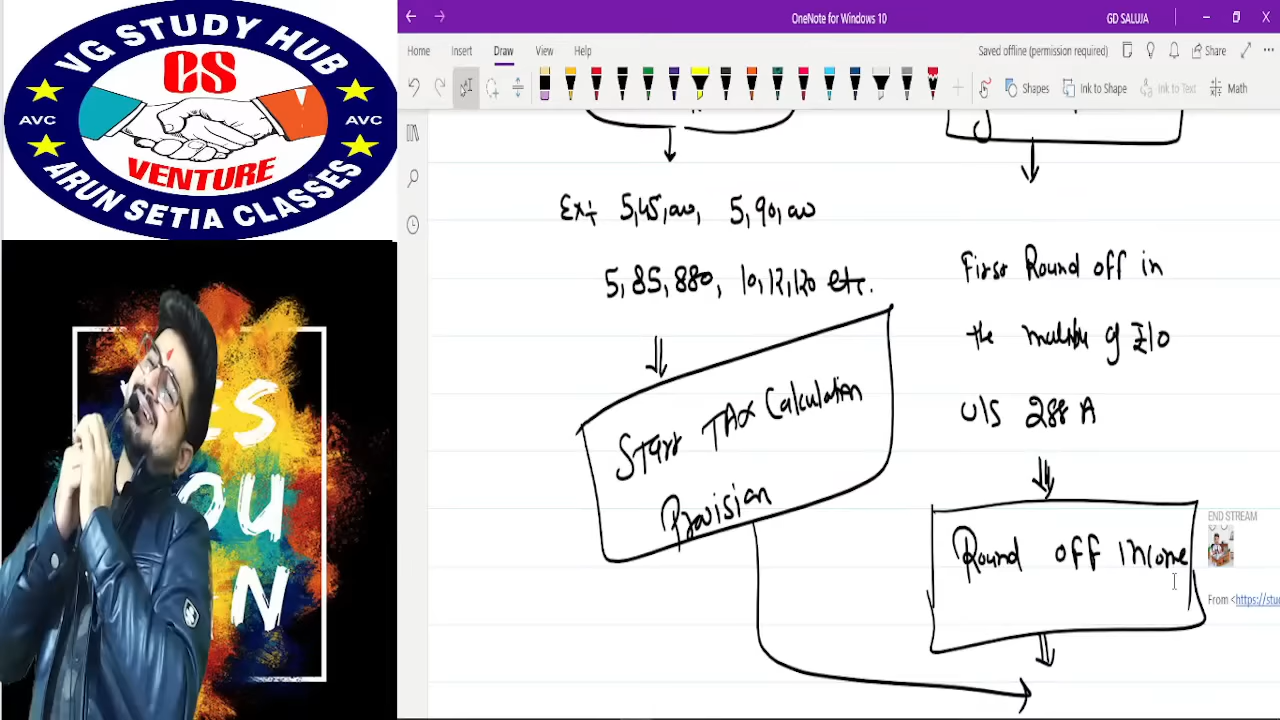 VG STUDY HUB
CS
AVC
AVC
VENTURE
ARUN SETIA CLASSES
ES
OU
N
OneNote for Windows 10
GD SALUJA
Home Insert Draw View Help
Saved offline (permission required)
Share
Shapes
Ink to Shape
Ink to Text
Math
Ex: 5,45,000, 5,90,000
5,85,880, 10,12,120 etc.
Start Tax Calculation
Provision
First Round off in
the multiple of ₹10
U/S 288 A
Round off income
END STREAM
From <https://stu